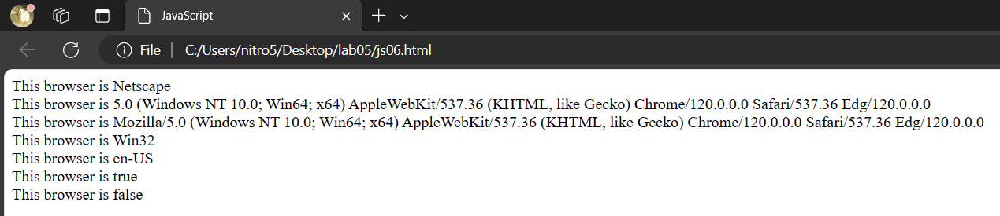 JavaScript
File
C:/Users/nitro5/Desktop/lab05/js06.html
This browser is Netscape
This browser is 5.0 (Windows NT 10.0; Win64; x64) AppleWebKit/537.36 (KHTML, like Gecko) Chrome/120.0.0.0 Safari/537.36 Edg/120.0.0.0
This browser is Mozilla/5.0 (Windows NT 10.0; Win64; x64) AppleWebKit/537.36 (KHTML, like Gecko) Chrome/120.0.0.0 Safari/537.36 Edg/120.0.0.0
This browser is Win32
This browser is en-US
This browser is true
This browser is false